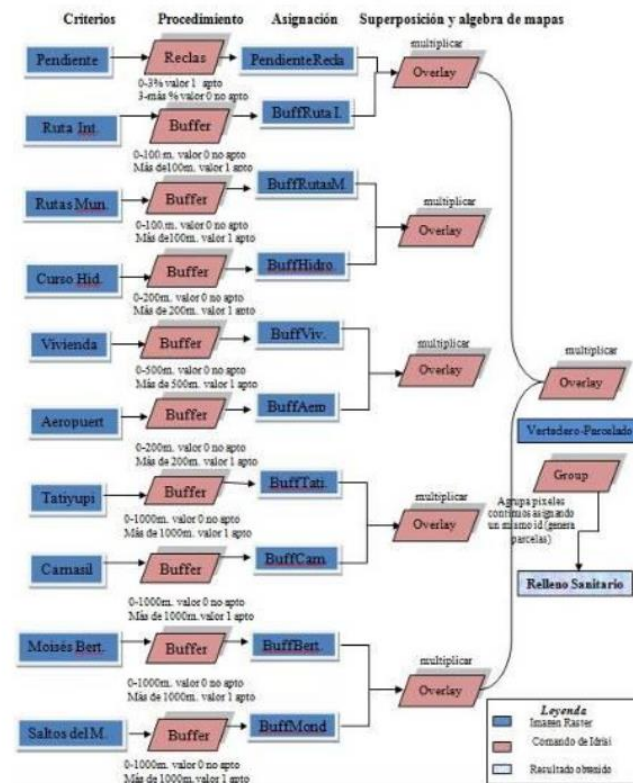 Criterios
Procedimiento
Asignación
Superposición y algebra de mapas
Pendiente
Reclas
PendienteRecla
multiplicar
Overlay
0-3% valor 1 apto
3-más % valor 0 no apto
Ruta Int.
Buffer
BuffRuta I.
0-100.m. valor 0 no apto
Más de100m. valor 1 apto
Rutas Mun.
Buffer
BuffRutasM.
multiplicar
Overlay
0-100.m. valor 0 no apto
Más de100m. valor 1 apto
Curso Hid.
Buffer
BuffHidro.
0-200m. valor 0 no apto
Más de 200m. valor 1 apto
Vivienda
Buffer
BuffViv.
multiplicar
Overlay
0-500m. valor 0 no apto
Más de 500m. valor 1 apto
Aeropuert
Buffer
BuffAero
0-200m. valor 0 no apto
Más de 200m. valor 1 apto
Tatiyupi
Buffer
BuffTati.
multiplicar
Overlay
0-1000m. valor 0 no apto
Más de 1000m. valor 1 apto
Camasil
Buffer
BuffCam.
0-1000m. valor 0 no apto
Más de 1000m. valor 1 apto
Moisés Bert.
Buffer
BuffBert.
multiplicar
Overlay
0-1000m. valor 0 no apto
Más de 1000m. valor 1 apto
Saltos del M.
Buffer
BuffMond
0-1000m. valor 0 no apto
Más de 1000m. valor 1 apto
multiplicar
Overlay
Vertedero-Parcelado
Group
Agrupa pixeles
continuos asignando
un mismo id (genera
parcelas)
Relleno Sanitario
Leyenda
Imagen Raster
Comando de Idrisi
Resultado obtenido